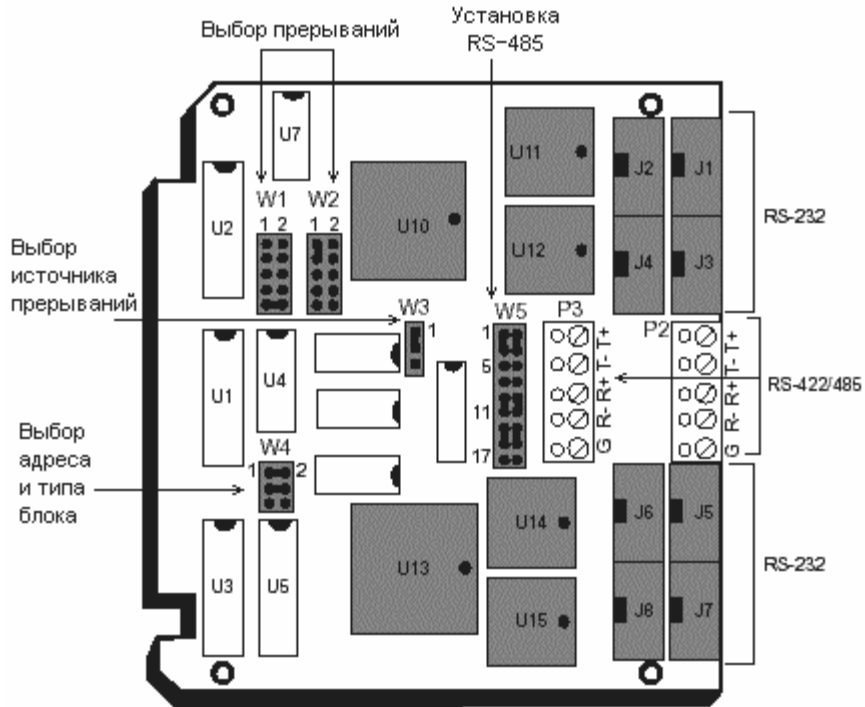 Установка
RS-485
Выбор прерываний
U7
U11
J2
J1
W1
W2
1 2
1 2
U2
U10
RS-232
U12
J4
J3
Выбор
источника
прерываний
W3
1
W5
P3
P2
1
5
11
17
T+
T-
R+
R-
G
T+
T-
R+
R-
G
RS-422/485
U1
U4
Выбор
адреса
и типа
блока
W4
1
2
U14
J6
J5
U3
U5
U13
RS-232
U15
J8
J7